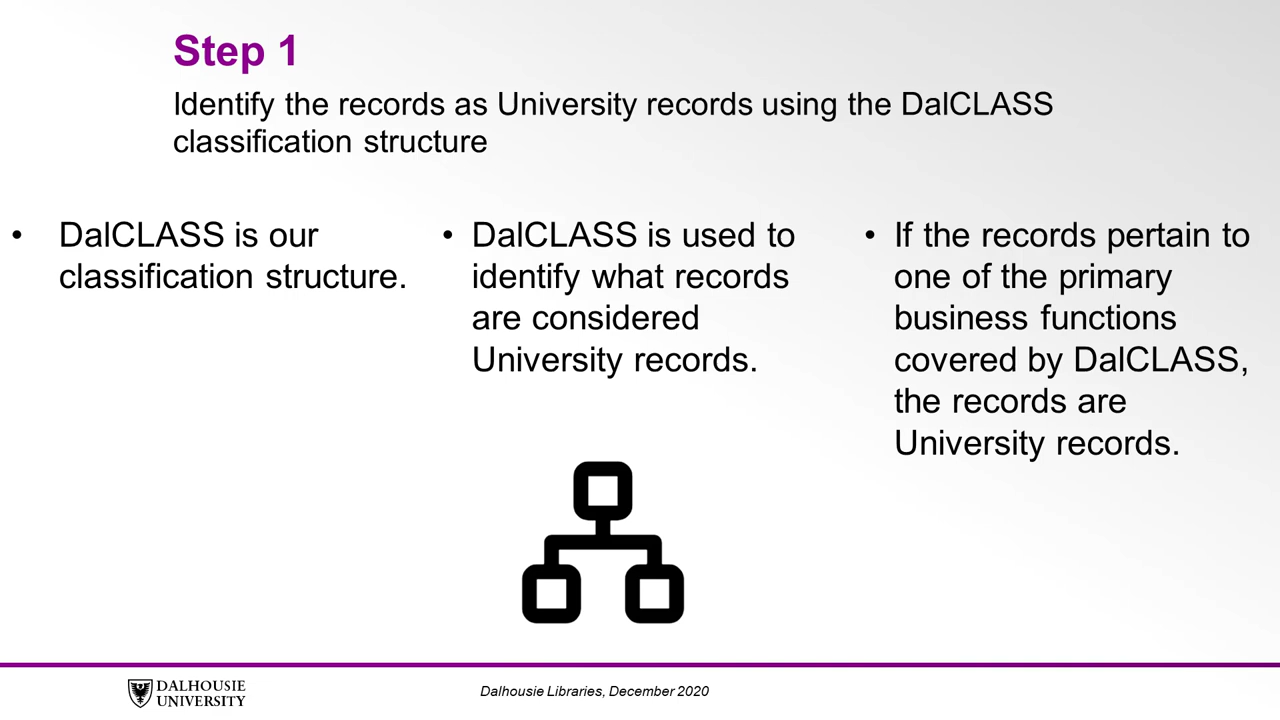 Step 1
Identify the records as University records using the DalCLASS
classification structure
• DalCLASS is our
classification structure.
• DalCLASS is used to
identify what records
are considered
University records.
• If the records pertain to
one of the primary
business functions
covered by DalCLASS,
the records are
University records.
DALHOUSIE
UNIVERSITY
Dalhousie Libraries, December 2020